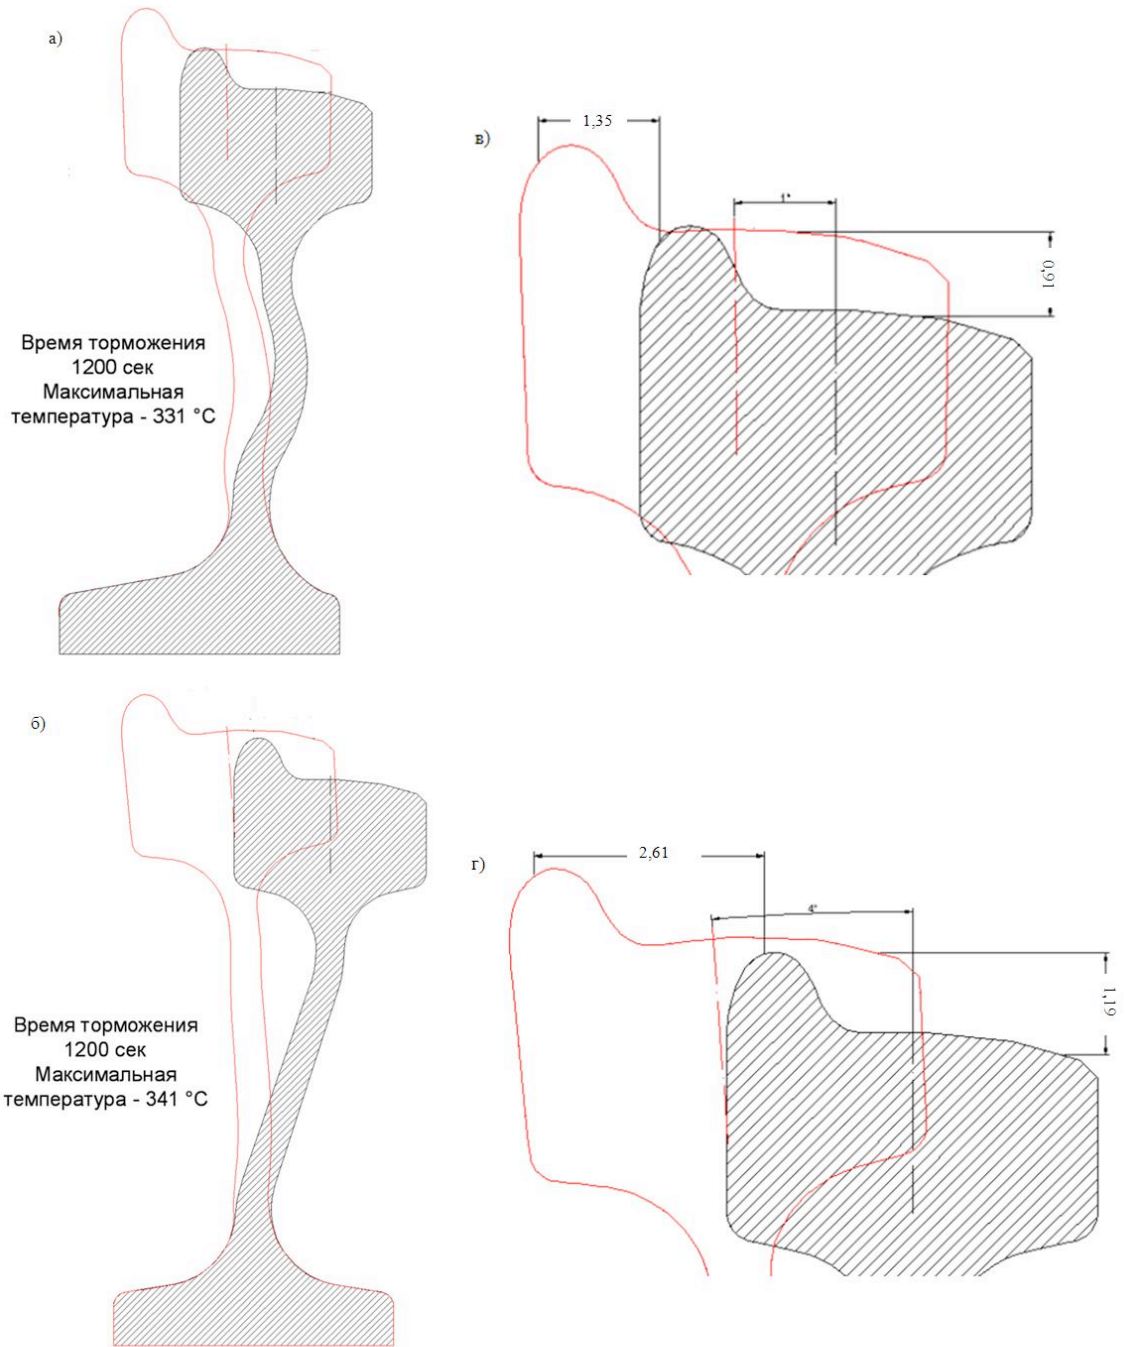 а)
Время торможения
1200 сек
Максимальная
температура - 331 °С
в)
1,35
1°
0,91
б)
Время торможения
1200 сек
Максимальная
температура - 341 °С
г)
2,61
4°
1,19